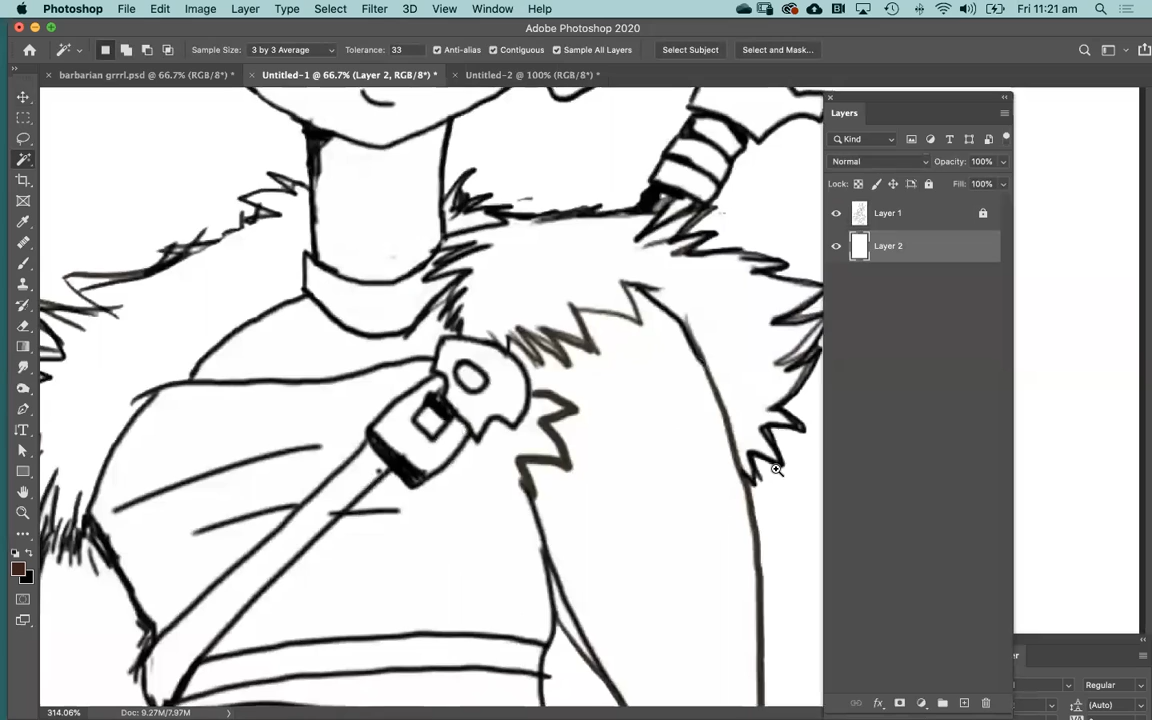 Photoshop File Edit Image Layer Type Select Filter 3D View Window Help Fri 11:21 am
Adobe Photoshop 2020
Sample Size: 3 by 3 Average Tolerance: 33 Anti-alias Contiguous Sample All Layers Select Subject Select and Mask...
barbarian grrrl.psd @ 66.7% (RGB/8*) * Untitled-1 @ 66.7% (Layer 2, RGB/8*) * Untitled-2 @ 100% (RGB/8*) *
Layers
Kind
Normal Opacity: 100%
Lock: Fill: 100%
Layer 1
Layer 2
Regular
(Auto)
314.06% Doc: 9.27M/7.97M